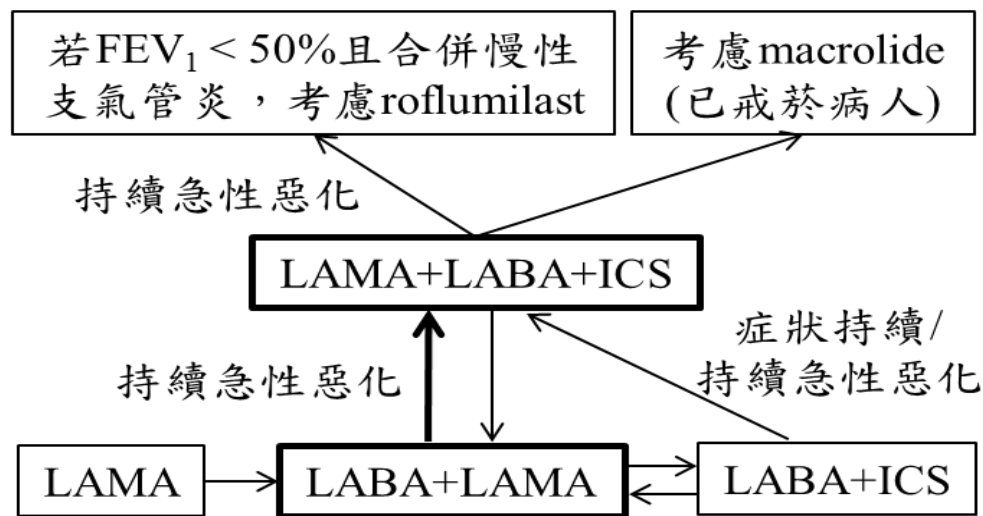 若FEV₁ < 50%且合併慢性
支氣管炎，考慮roflumilast
考慮macrolide
(已戒菸病人)
持續急性惡化
LAMA+LABA+ICS
症狀持續/
持續急性惡化
持續急性惡化
LAMA
LABA+LAMA
LABA+ICS